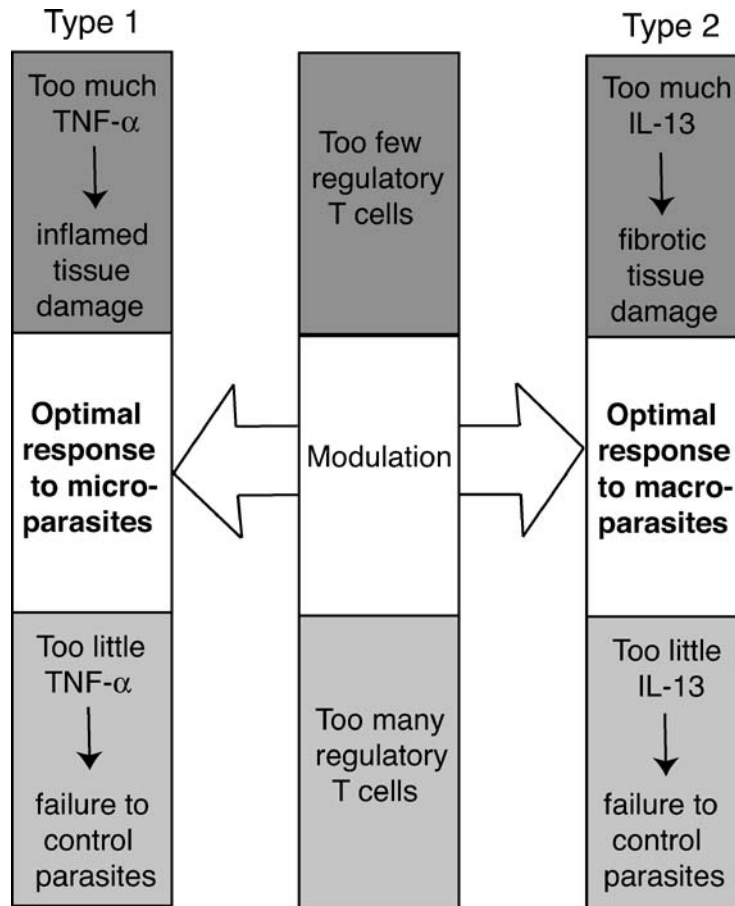 Type 1
Too much
TNF-α
inflamed
tissue
damage
Optimal
response
to micro-
parasites
Too little
TNF-α
failure to
control
parasites
Too few
regulatory
T cells
Modulation
Too many
regulatory
T cells
Type 2
Too much
IL-13
fibrotic
tissue
damage
Optimal
response
to macro-
parasites
Too little
IL-13
failure to
control
parasites